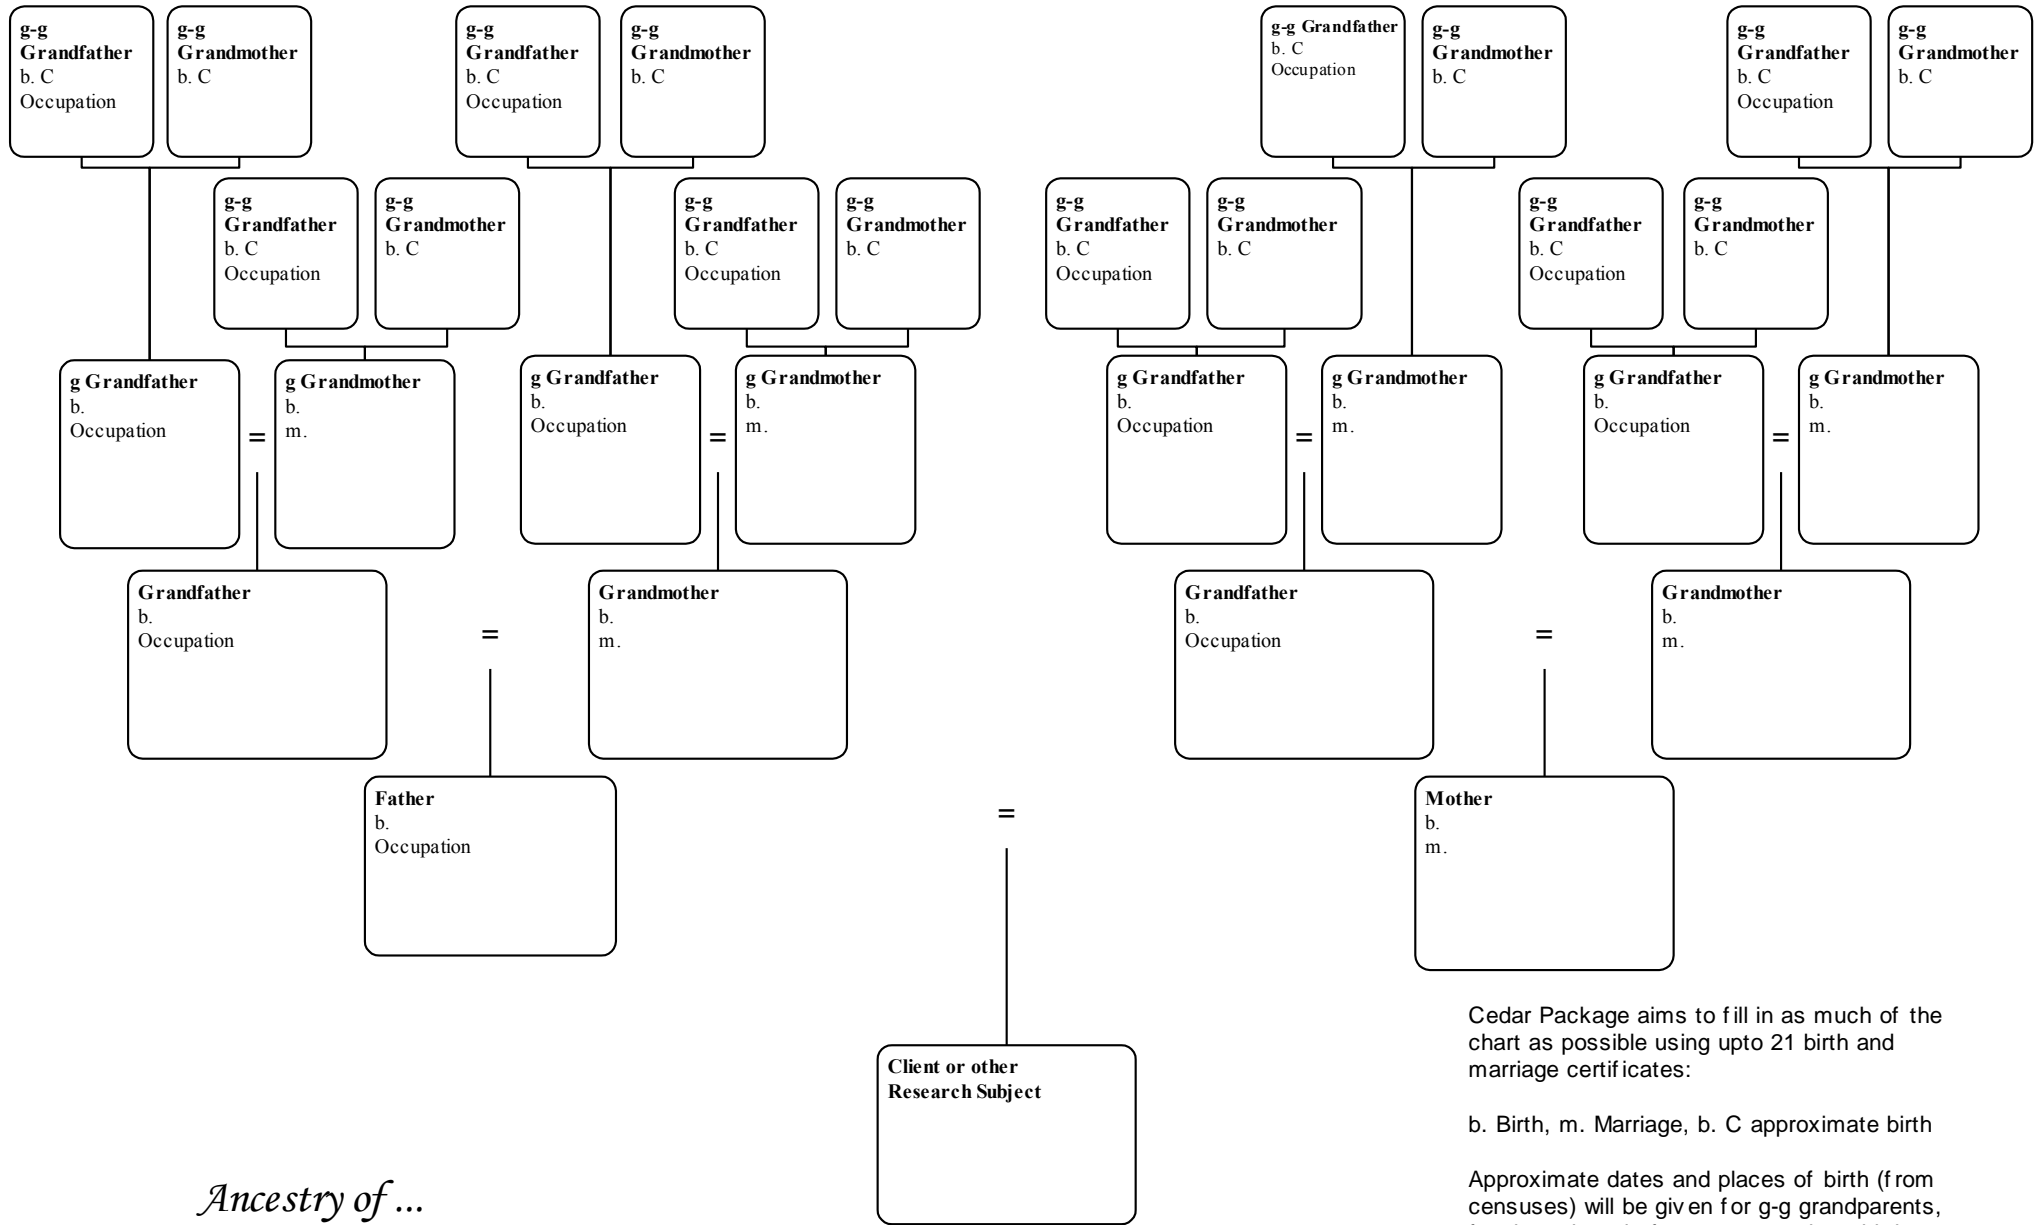 g-g
Grandfather
b. C
Occupation
g-g
Grandmother
b. C
g-g
Grandfather
b. C
Occupation
g-g
Grandmother
b. C
g-g Grandfather
b. C
Occupation
g-g
Grandmother
b. C
g-g
Grandfather
b. C
Occupation
g-g
Grandmother
b. C
g-g
Grandfather
b. C
Occupation
g-g
Grandmother
b. C
g-g
Grandfather
b. C
Occupation
g-g
Grandmother
b. C
g-g
Grandfather
b. C
Occupation
g-g
Grandmother
b. C
g-g
Grandfather
b. C
Occupation
g-g
Grandmother
b. C
g Grandfather
b.
Occupation
=
g Grandmother
b.
m.
g Grandfather
b.
Occupation
=
g Grandmother
b.
m.
g Grandfather
b.
Occupation
=
g Grandmother
b.
m.
g Grandfather
b.
Occupation
=
g Grandmother
b.
m.
Grandfather
b.
Occupation
=
Grandmother
b.
m.
Grandfather
b.
Occupation
=
Grandmother
b.
m.
Father
b.
Occupation
=
Mother
b.
m.
Client or other
Research Subject
Ancestry of ...
Cedar Package aims to fill in as much of the
chart as possible using upto 21 birth and
marriage certificates:
b. Birth, m. Marriage, b. C approximate birth
Approximate dates and places of birth (from
censuses) will be given for g-g grandparents,